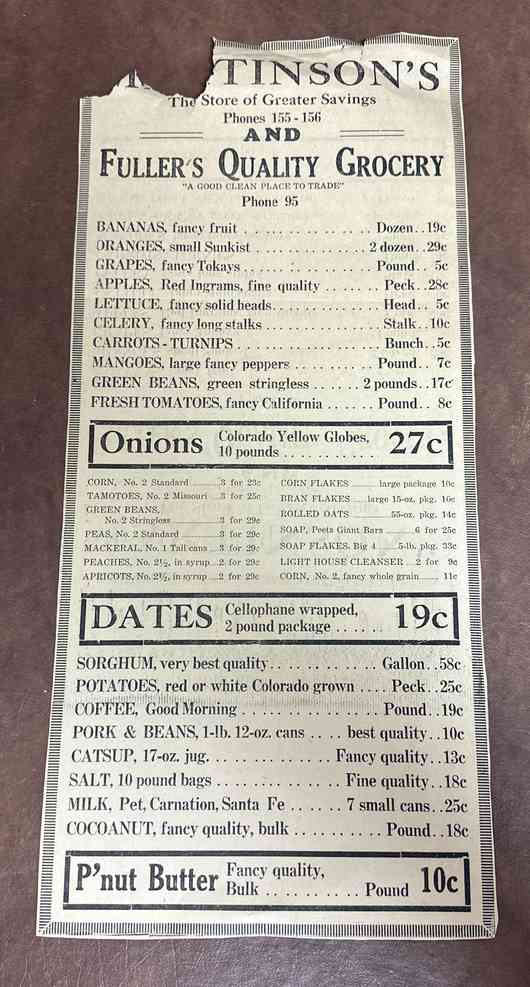 TINSON'S
The Store of Greater Savings
Phones 155 - 156
AND
FULLER'S QUALITY GROCERY
"A GOOD CLEAN PLACE TO TRADE"
Phone 95
BANANAS, fancy fruit . . . . . . . . . . . . . . Dozen . . 19c
ORANGES, small Sunkist . . . . . . . . . . . . . 2 dozen . . 29c
GRAPES, fancy Tokays . . . . . . . . . . . . . . Pound . . 5c
APPLES, Red Ingrams, fine quality . . . . . . . Peck . . 28c
LETTUCE, fancy solid heads. . . . . . . . . . . . Head . . 5c
CELERY, fancy long stalks . . . . . . . . . . . . Stalk . . 10c
CARROTS - TURNIPS . . . . . . . . . . . . . . . Bunch . . 5c
MANGOES, large fancy peppers . . . . . . . . . Pound . . 7c
GREEN BEANS, green stringless . . . . . . 2 pounds . . 17c
FRESH TOMATOES, fancy California . . . . . Pound . . 8c
Onions Colorado Yellow Globes, 27c
10 pounds . . . . . . . . . . .
CORN, No. 2 Standard ........ 3 for 23c
TAMOTOES, No. 2 Missouri .. 3 for 25c
GREEN BEANS,
No. 2 Stringless ........ 3 for 29c
PEAS, No. 2 Standard ........ 3 for 29c
MACKERAL, No. 1 Tall cans .. 3 for 29c
PEACHES, No. 2½, in syrup .. 2 for 29c
APRICOTS, No. 2½, in syrup .. 2 for 29c
CORN FLAKES ........ large package 10c
BRAN FLAKES ...... large 15-oz. pkg. 10c
ROLLED OATS ........ 55-oz. pkg. 14c
SOAP, Peets Giant Bars ........ 6 for 25c
SOAP FLAKES, Big 4 ...... 5-lb. pkg. 33c
LIGHT HOUSE CLEANSER .. 2 for 9c
CORN, No. 2, fancy whole grain ...... 11c
DATES Cellophane wrapped, 19c
2 pound package . . . . .
SORGHUM, very best quality. . . . . . . . . . . Gallon . . 58c
POTATOES, red or white Colorado grown . . . . Peck . . 25c
COFFEE, Good Morning . . . . . . . . . . . . . Pound . . 19c
PORK & BEANS, 1-lb. 12-oz. cans . . . . best quality . . 10c
CATSUP, 17-oz. jug. . . . . . . . . . . . Fancy quality . . 13c
SALT, 10 pound bags . . . . . . . . . . . Fine quality . . 18c
MILK, Pet, Carnation, Santa Fe . . . . . . 7 small cans . . 25c
COCOANUT, fancy quality, bulk . . . . . . . . Pound . . 18c
P'nut Butter Fancy quality, 10c
Bulk . . . . . . . . . . Pound